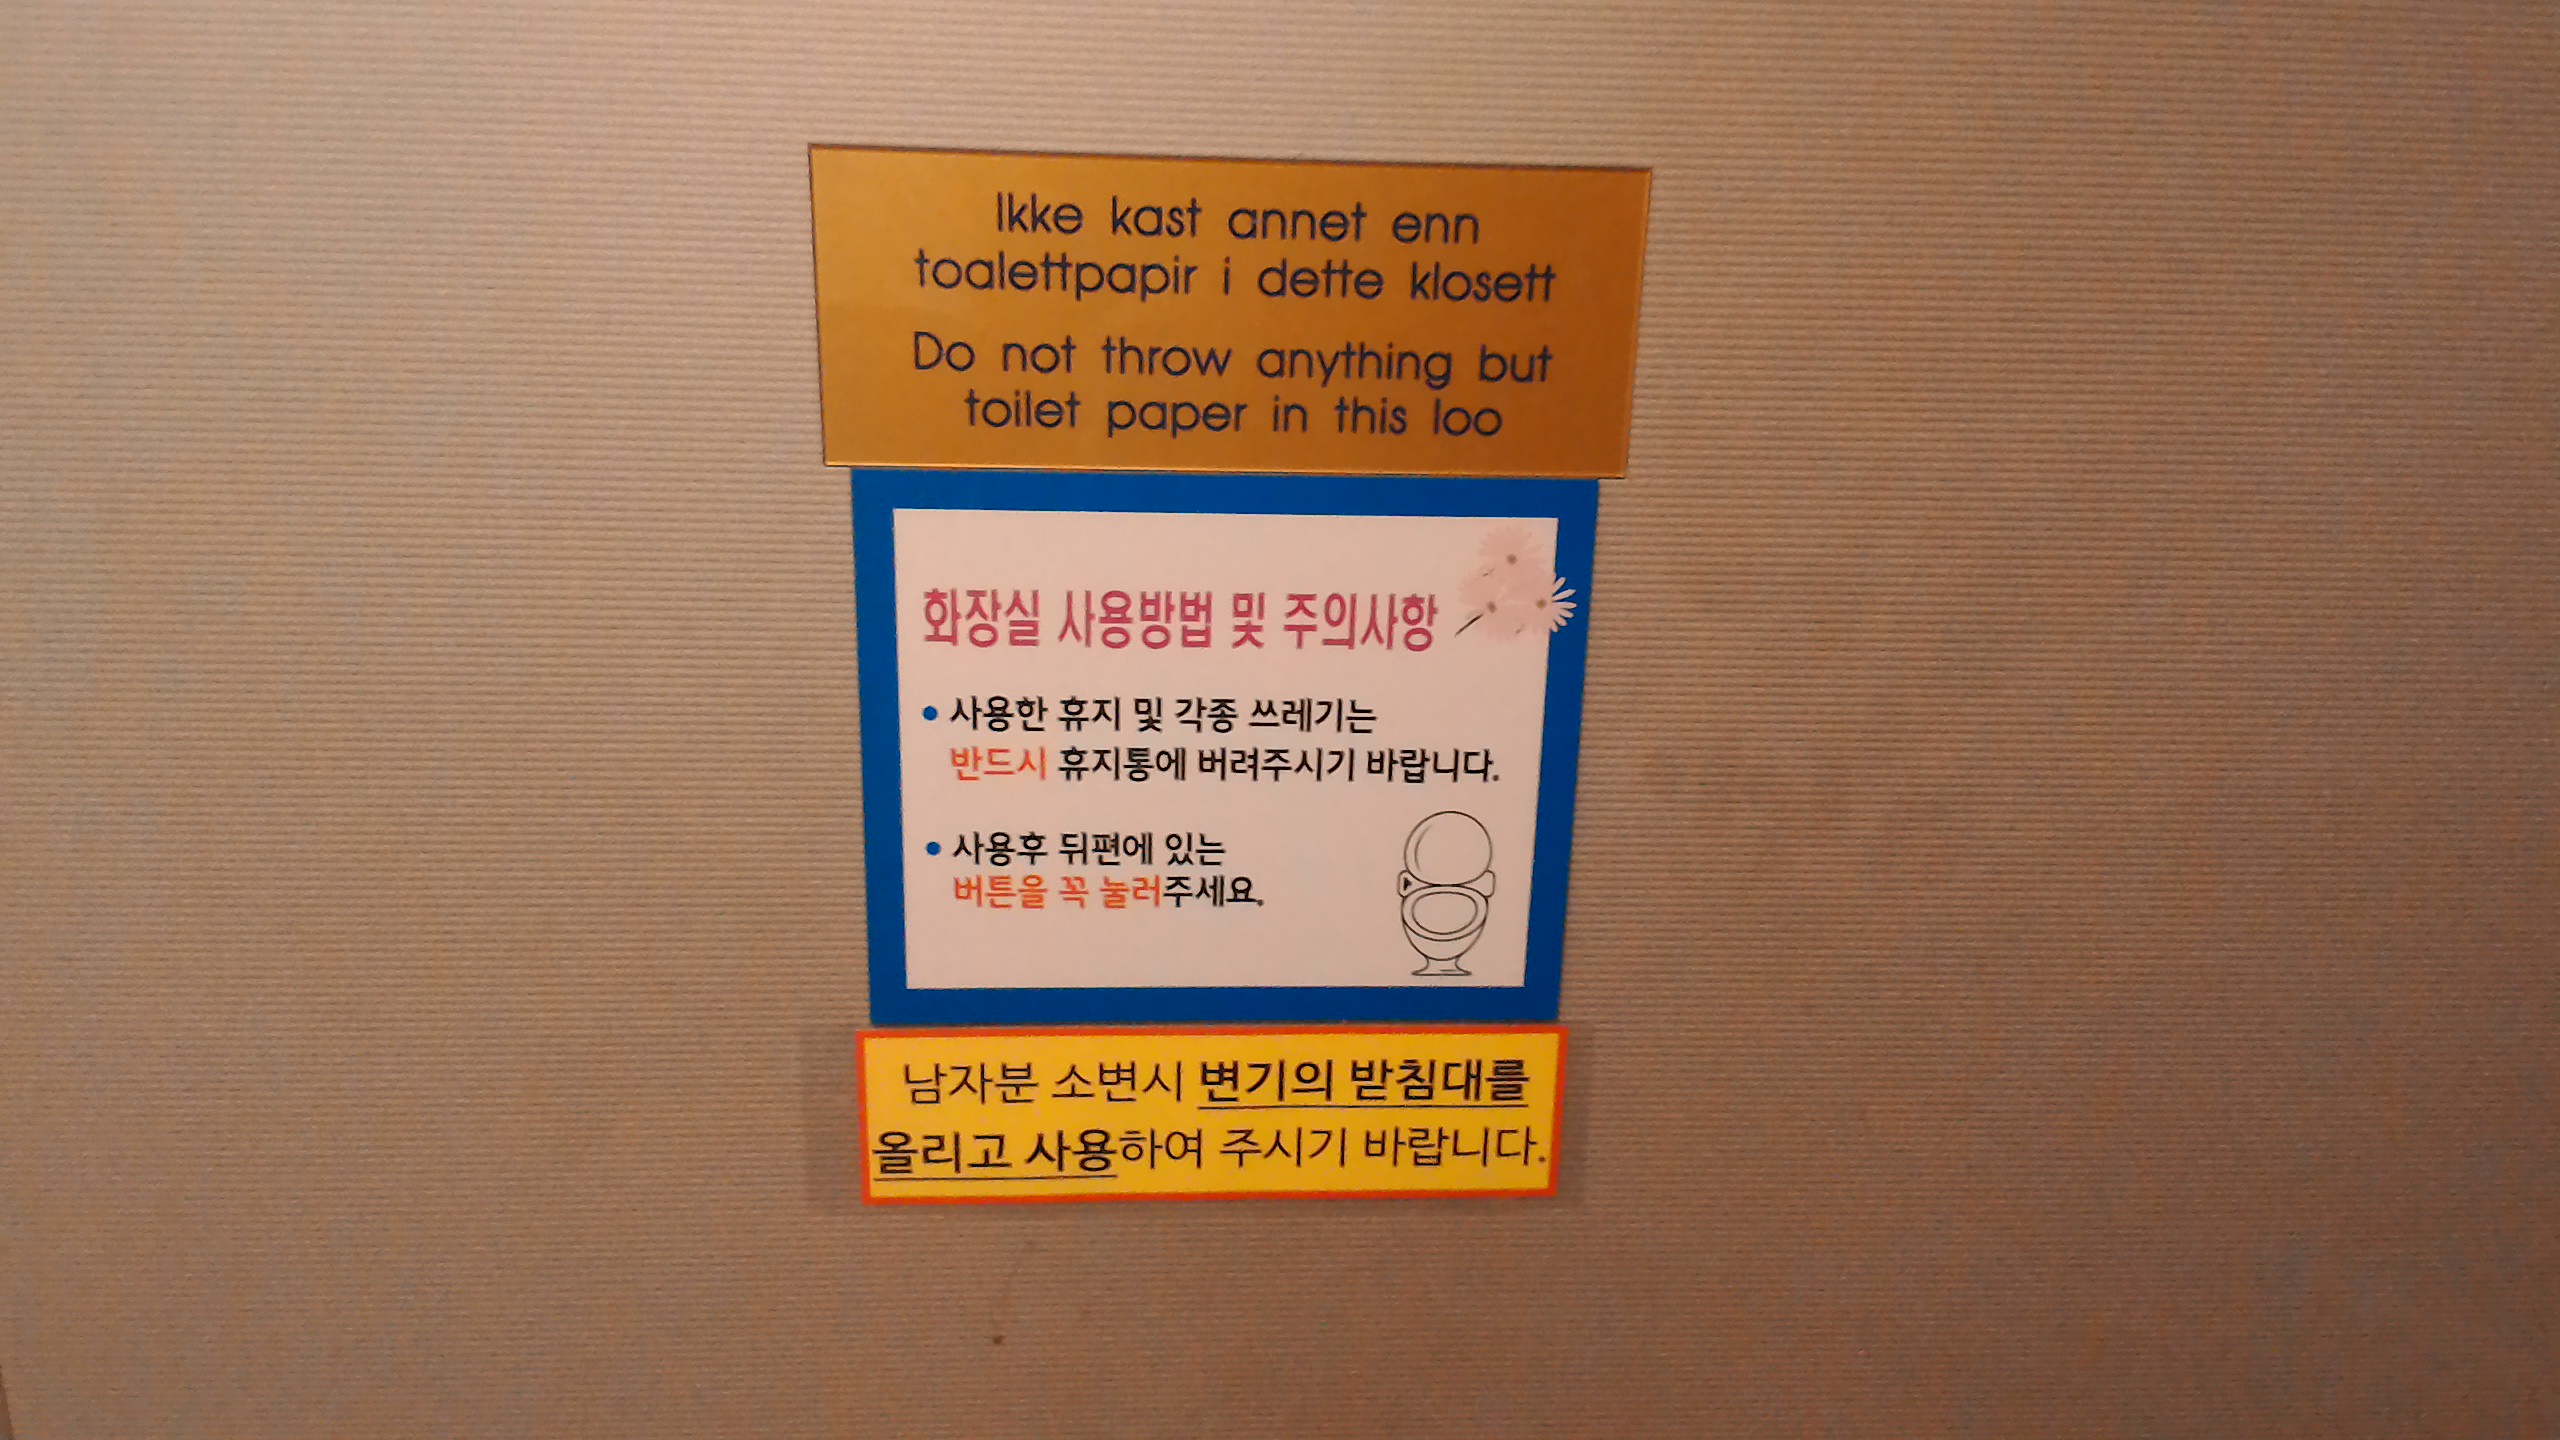 Ikke kast annet enn
toalettpapir i dette klosett
Do not throw anything but
toilet paper in this loo
화장실 사용방법 및 주의사항
• 사용한 휴지 및 각종 쓰레기는
반드시 휴지통에 버려주시기 바랍니다.
• 사용후 뒤편에 있는
버튼을 꼭 눌러주세요.
남자분 소변시 변기의 받침대를
올리고 사용하여 주시기 바랍니다.